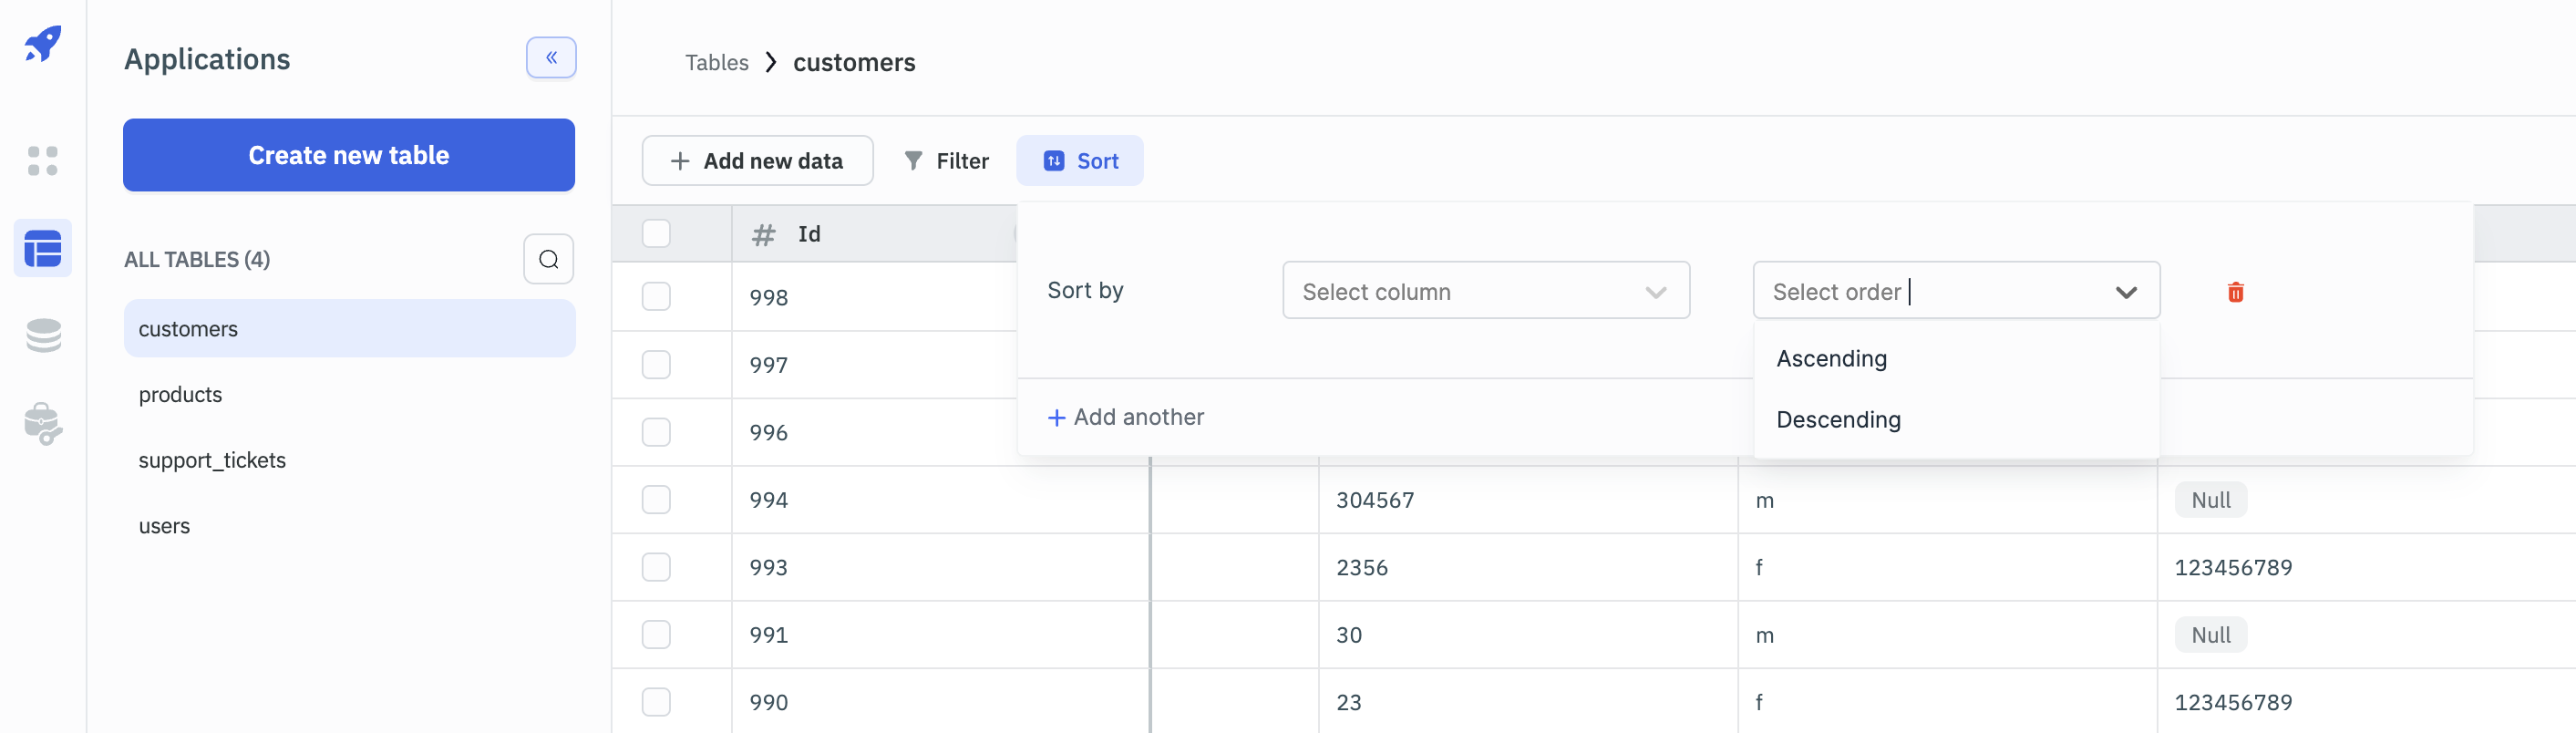 Applications
«
Create new table
ALL TABLES (4)
customers
products
support_tickets
users
Tables > customers
+ Add new data Filter Sort
# Id
Sort by Select column Select order
Ascending
Descending
+ Add another
998
997
996
994 304567 m Null
993 2356 f 123456789
991 30 m Null
990 23 f 123456789